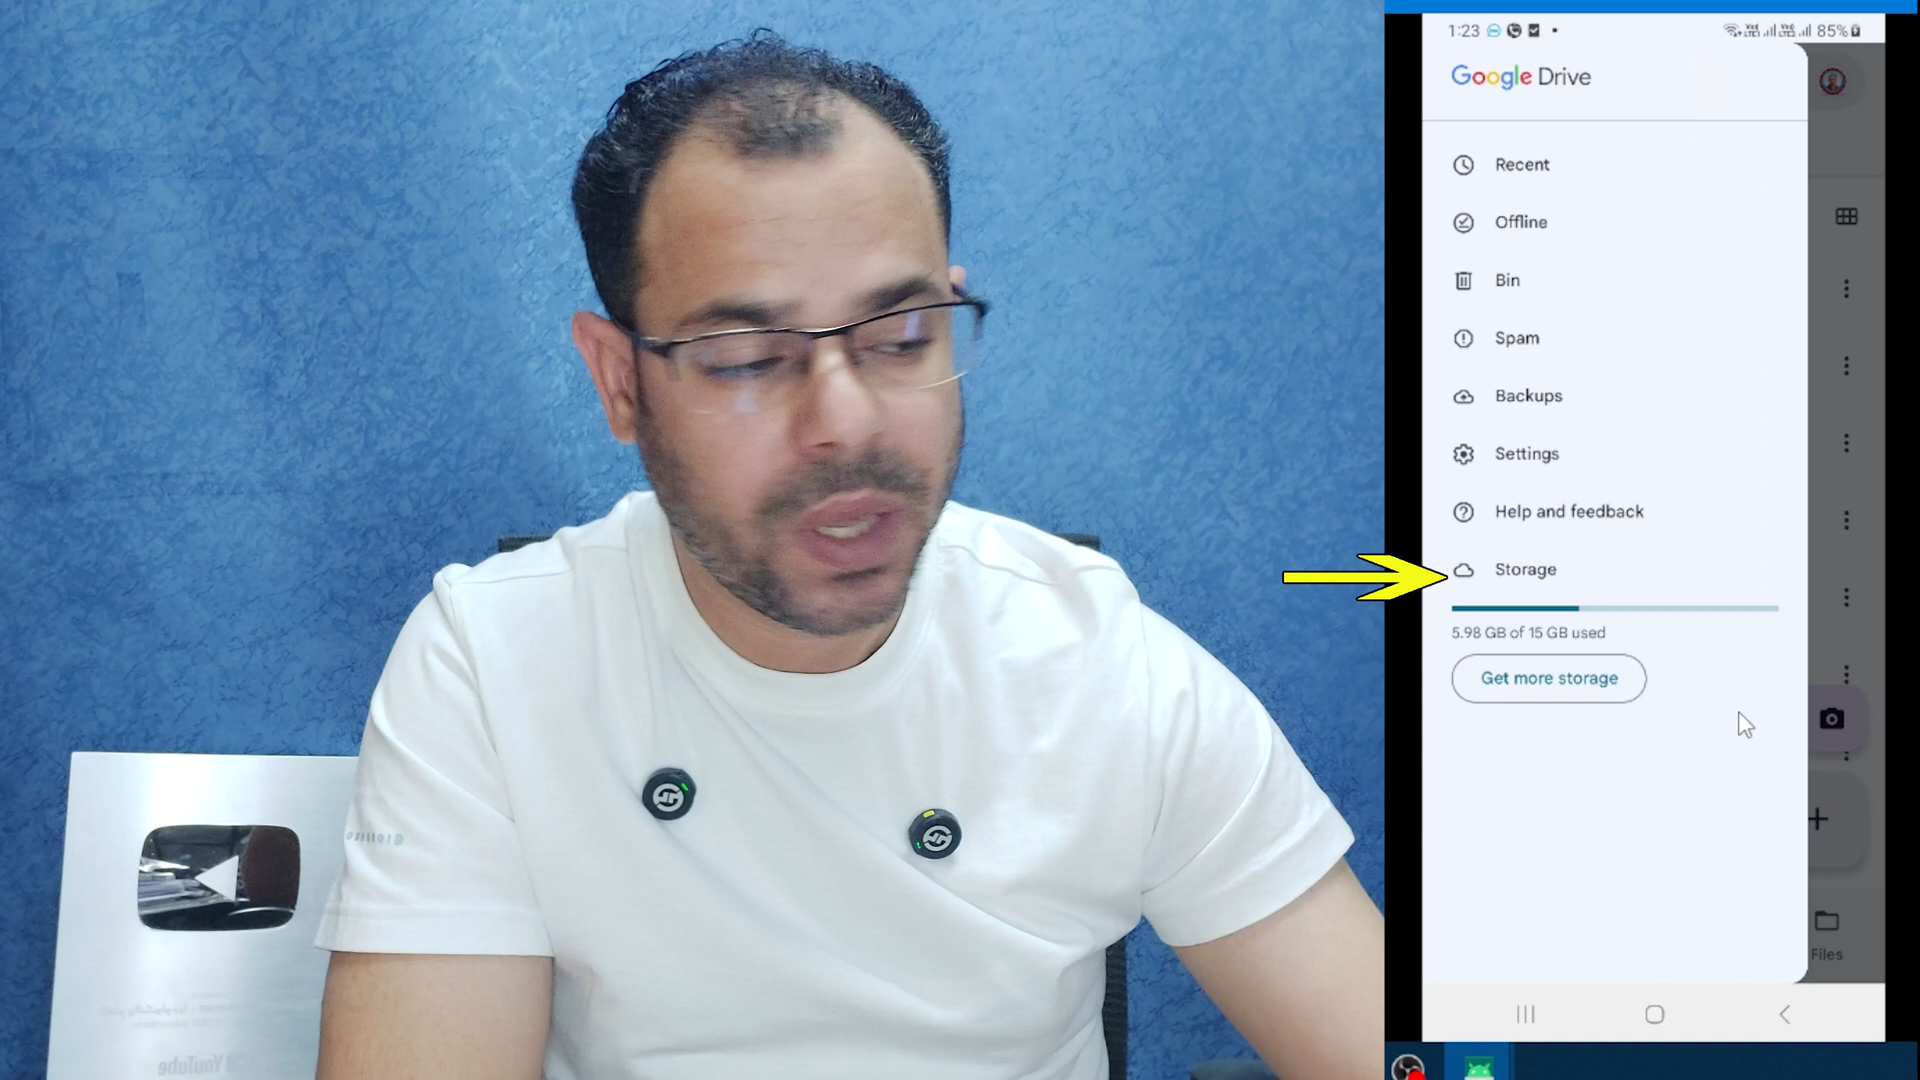 1:23
85%
Google Drive
Recent
Offline
Bin
Spam
Backups
Settings
Help and feedback
Storage
5.98 GB of 15 GB used
Get more storage
Files
YouTube